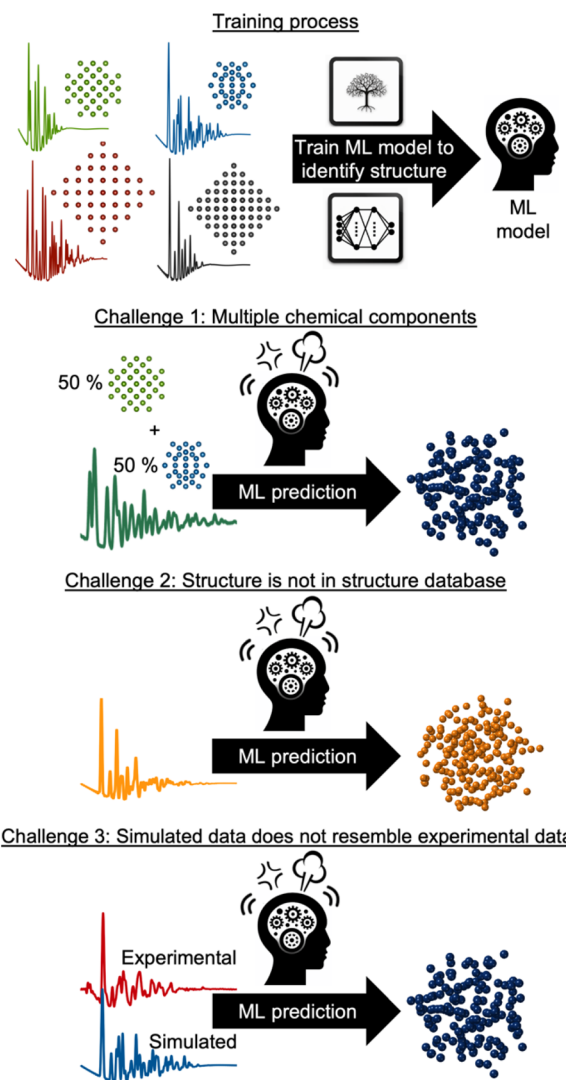 Training process
Train ML model to
identify structure
ML
model
Challenge 1: Multiple chemical components
50 %
+
50 %
ML prediction
Challenge 2: Structure is not in structure database
ML prediction
Challenge 3: Simulated data does not resemble experimental data
Experimental
ML prediction
Simulated